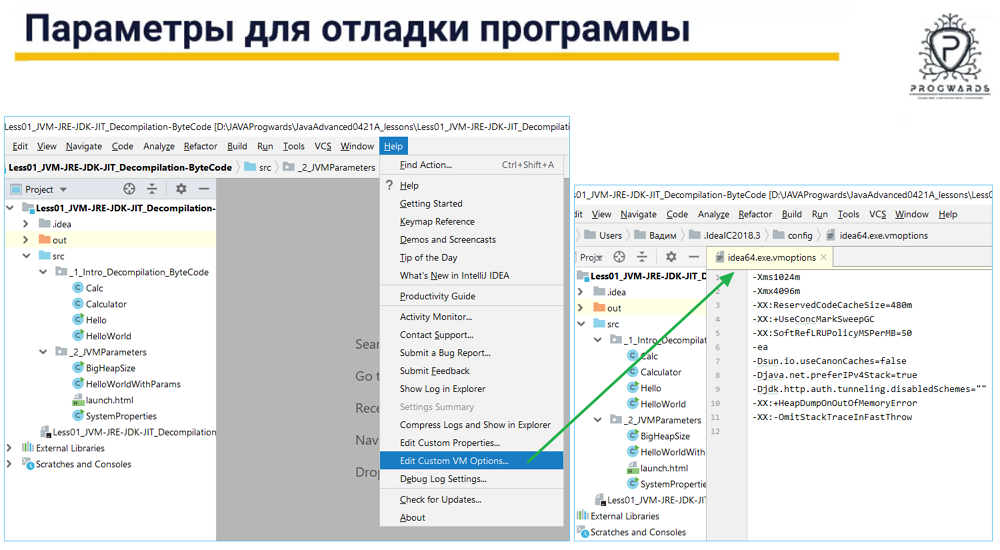 Параметры для отладки программы
PROGWARDS
Less01_JVM-JRE-JDK-JIT_Decompilation-ByteCode [D:\JAVAProgwards\JavaAdvanced0421A_lessons\Less01_JVM-JRE-JDK-JIT_Decompilati
Edit View Navigate Code Analyze Refactor Build Run Tools VCS Window Help
Less01_JVM-JRE-JDK-JIT_Decompilation-ByteCode src _2_JVMParameters
Project
Less01_JVM-JRE-JDK-JIT_Decompilation-
.idea
out
src
_1_Intro_Decompilation_ByteCode
Calc
Calculator
Hello
HelloWorld
_2_JVMParameters
BigHeapSize
HelloWorldWithParams
launch.html
SystemProperties
Less01_JVM-JRE-JDK-JIT_Decompilation
External Libraries
Scratches and Consoles
Sear
Go t
Rece
Nav
Drop
Find Action... Ctrl+Shift+A
? Help
Getting Started
Keymap Reference
Demos and Screencasts
Tip of the Day
What's New in IntelliJ IDEA
Productivity Guide
Activity Monitor...
Contact Support...
Submit a Bug Report...
Submit Feedback
Show Log in Explorer
Settings Summary
Compress Logs and Show in Explorer
Edit Custom Properties...
Edit Custom VM Options...
Debug Log Settings...
Check for Updates...
About
01_JVM-JRE-JDK-JIT_Decompilation-ByteCode [D:\JAVAProgwards\JavaAdvanced0421A_lessons\Less0
dit View Navigate Code Analyze Refactor Build Run Tools VCS Window Help
Users Вадим .IdeaIC2018.3 config idea64.exe.vmoptions
Proje idea64.exe.vmoptions
Less01_JVM-JRE-JDK-JIT_D
.idea
out
src
_1_Intro_Decompilat
Calc
Calculator
Hello
HelloWorld
_2_JVMParameters
BigHeapSize
HelloWorldWith
launch.html
SystemPropertie
Less01_JVM-JRE-JDK-JI
External Libraries
Scratches and Consoles
1 -Xms1024m
2 -Xmx4096m
3 -XX:ReservedCodeCacheSize=480m
4 -XX:+UseConcMarkSweepGC
5 -XX:SoftRefLRUPolicyMSPerMB=50
6 -ea
7 -Dsun.io.useCanonCaches=false
8 -Djava.net.preferIPv4Stack=true
9 -Djdk.http.auth.tunneling.disabledSchemes=""
10 -XX:+HeapDumpOnOutOfMemoryError
11 -XX:-OmitStackTraceInFastThrow
12